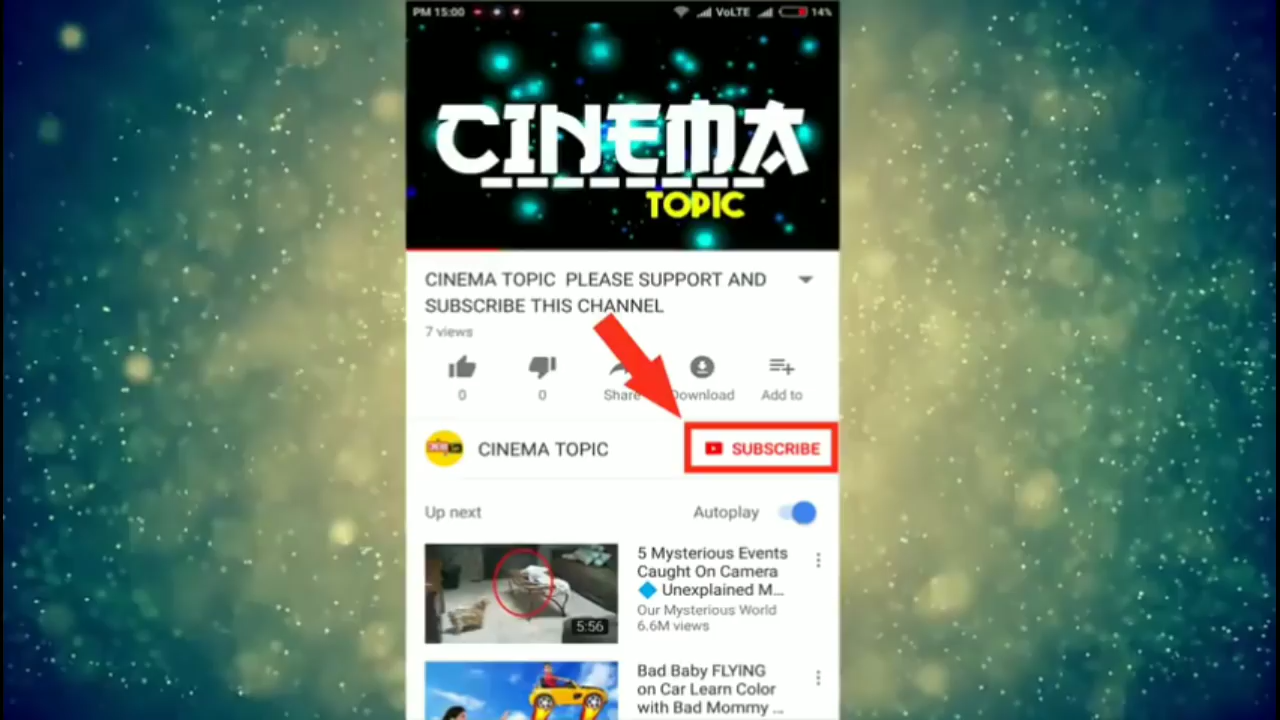 PM 15:00
VoLTE
14%
CINEMA
TOPIC
CINEMA TOPIC PLEASE SUPPORT AND
SUBSCRIBE THIS CHANNEL
7 views
0
0
Share
Download
Add to
CINEMA TOPIC
SUBSCRIBE
Up next
Autoplay
5:56
5 Mysterious Events
Caught On Camera
🔷 Unexplained M...
Our Mysterious World
6.6M views
Bad Baby FLYING
on Car Learn Color
with Bad Mommy ...